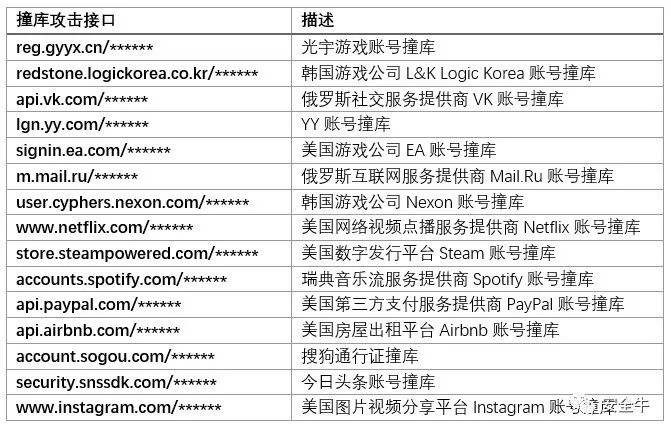 撞库攻击接口 描述
reg.gyyx.cn/****** 光宇游戏账号撞库
redstone.logickorea.co.kr/****** 韩国游戏公司 L&K Logic Korea 账号撞库
api.vk.com/****** 俄罗斯社交服务提供商 VK 账号撞库
lgn.yy.com/****** YY 账号撞库
signin.ea.com/****** 美国游戏公司 EA 账号撞库
m.mail.ru/****** 俄罗斯互联网服务提供商 Mail.Ru 账号撞库
user.cyphers.nexon.com/****** 韩国游戏公司 Nexon 账号撞库
www.netflix.com/****** 美国网络视频点播服务提供商 Netflix 账号撞库
store.steampowered.com/****** 美国数字发行平台 Steam 账号撞库
accounts.spotify.com/****** 瑞典音乐流服务提供商 Spotify 账号撞库
api.paypal.com/****** 美国第三方支付服务提供商 PayPal 账号撞库
api.airbnb.com/****** 美国房屋出租平台 Airbnb 账号撞库
account.sogou.com/****** 搜狗通行证撞库
security.snssdk.com/****** 今日头条账号撞库
www.instagram.com/****** 美国图片视频分享平台 Instagram 账号撞库
安全牛